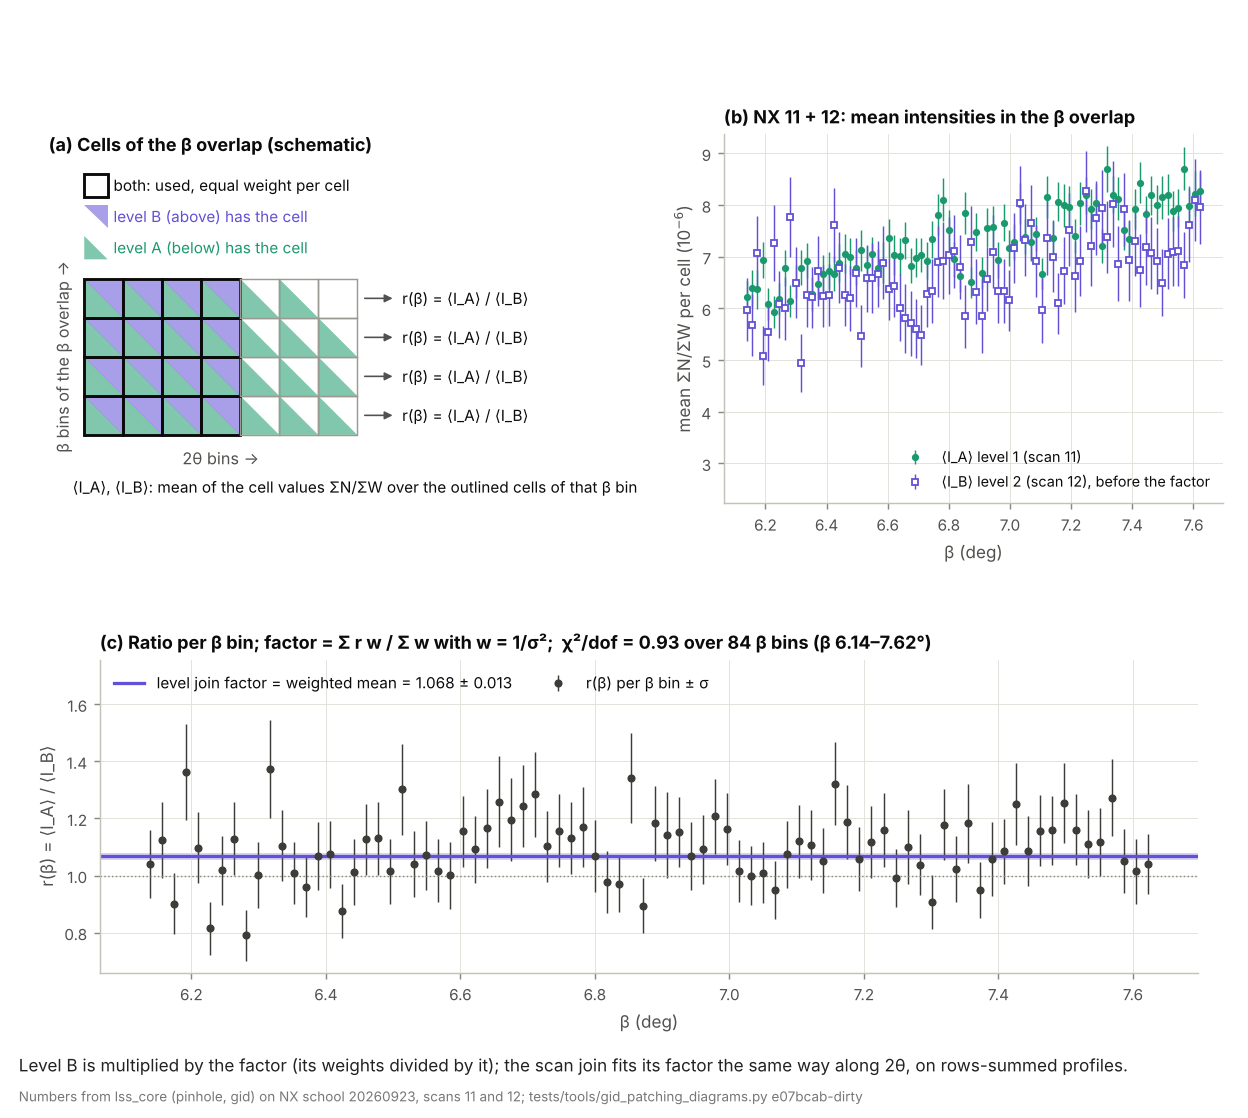 (a) Cells of the β overlap (schematic)
both: used, equal weight per cell
level B (above) has the cell
level A (below) has the cell
β bins of the β overlap →
r(β) = ⟨I_A⟩ / ⟨I_B⟩
r(β) = ⟨I_A⟩ / ⟨I_B⟩
r(β) = ⟨I_A⟩ / ⟨I_B⟩
r(β) = ⟨I_A⟩ / ⟨I_B⟩
2θ bins →
⟨I_A⟩, ⟨I_B⟩: mean of the cell values ΣN/ΣW over the outlined cells of that β bin
(b) NX 11 + 12: mean intensities in the β overlap
mean ΣN/ΣW per cell (10⁻⁶)
9
8
7
6
5
4
3
⟨I_A⟩ level 1 (scan 11)
⟨I_B⟩ level 2 (scan 12), before the factor
6.2 6.4 6.6 6.8 7.0 7.2 7.4 7.6
β (deg)
(c) Ratio per β bin; factor = Σ r w / Σ w with w = 1/σ²; χ²/dof = 0.93 over 84 β bins (β 6.14–7.62°)
level join factor = weighted mean = 1.068 ± 0.013
r(β) per β bin ± σ
r(β) = ⟨I_A⟩ / ⟨I_B⟩
1.6
1.4
1.2
1.0
0.8
6.2 6.4 6.6 6.8 7.0 7.2 7.4 7.6
β (deg)
Level B is multiplied by the factor (its weights divided by it); the scan join fits its factor the same way along 2θ, on rows-summed profiles.
Numbers from lss_core (pinhole, gid) on NX school 20260923, scans 11 and 12; tests/tools/gid_patching_diagrams.py e07bcab-dirty